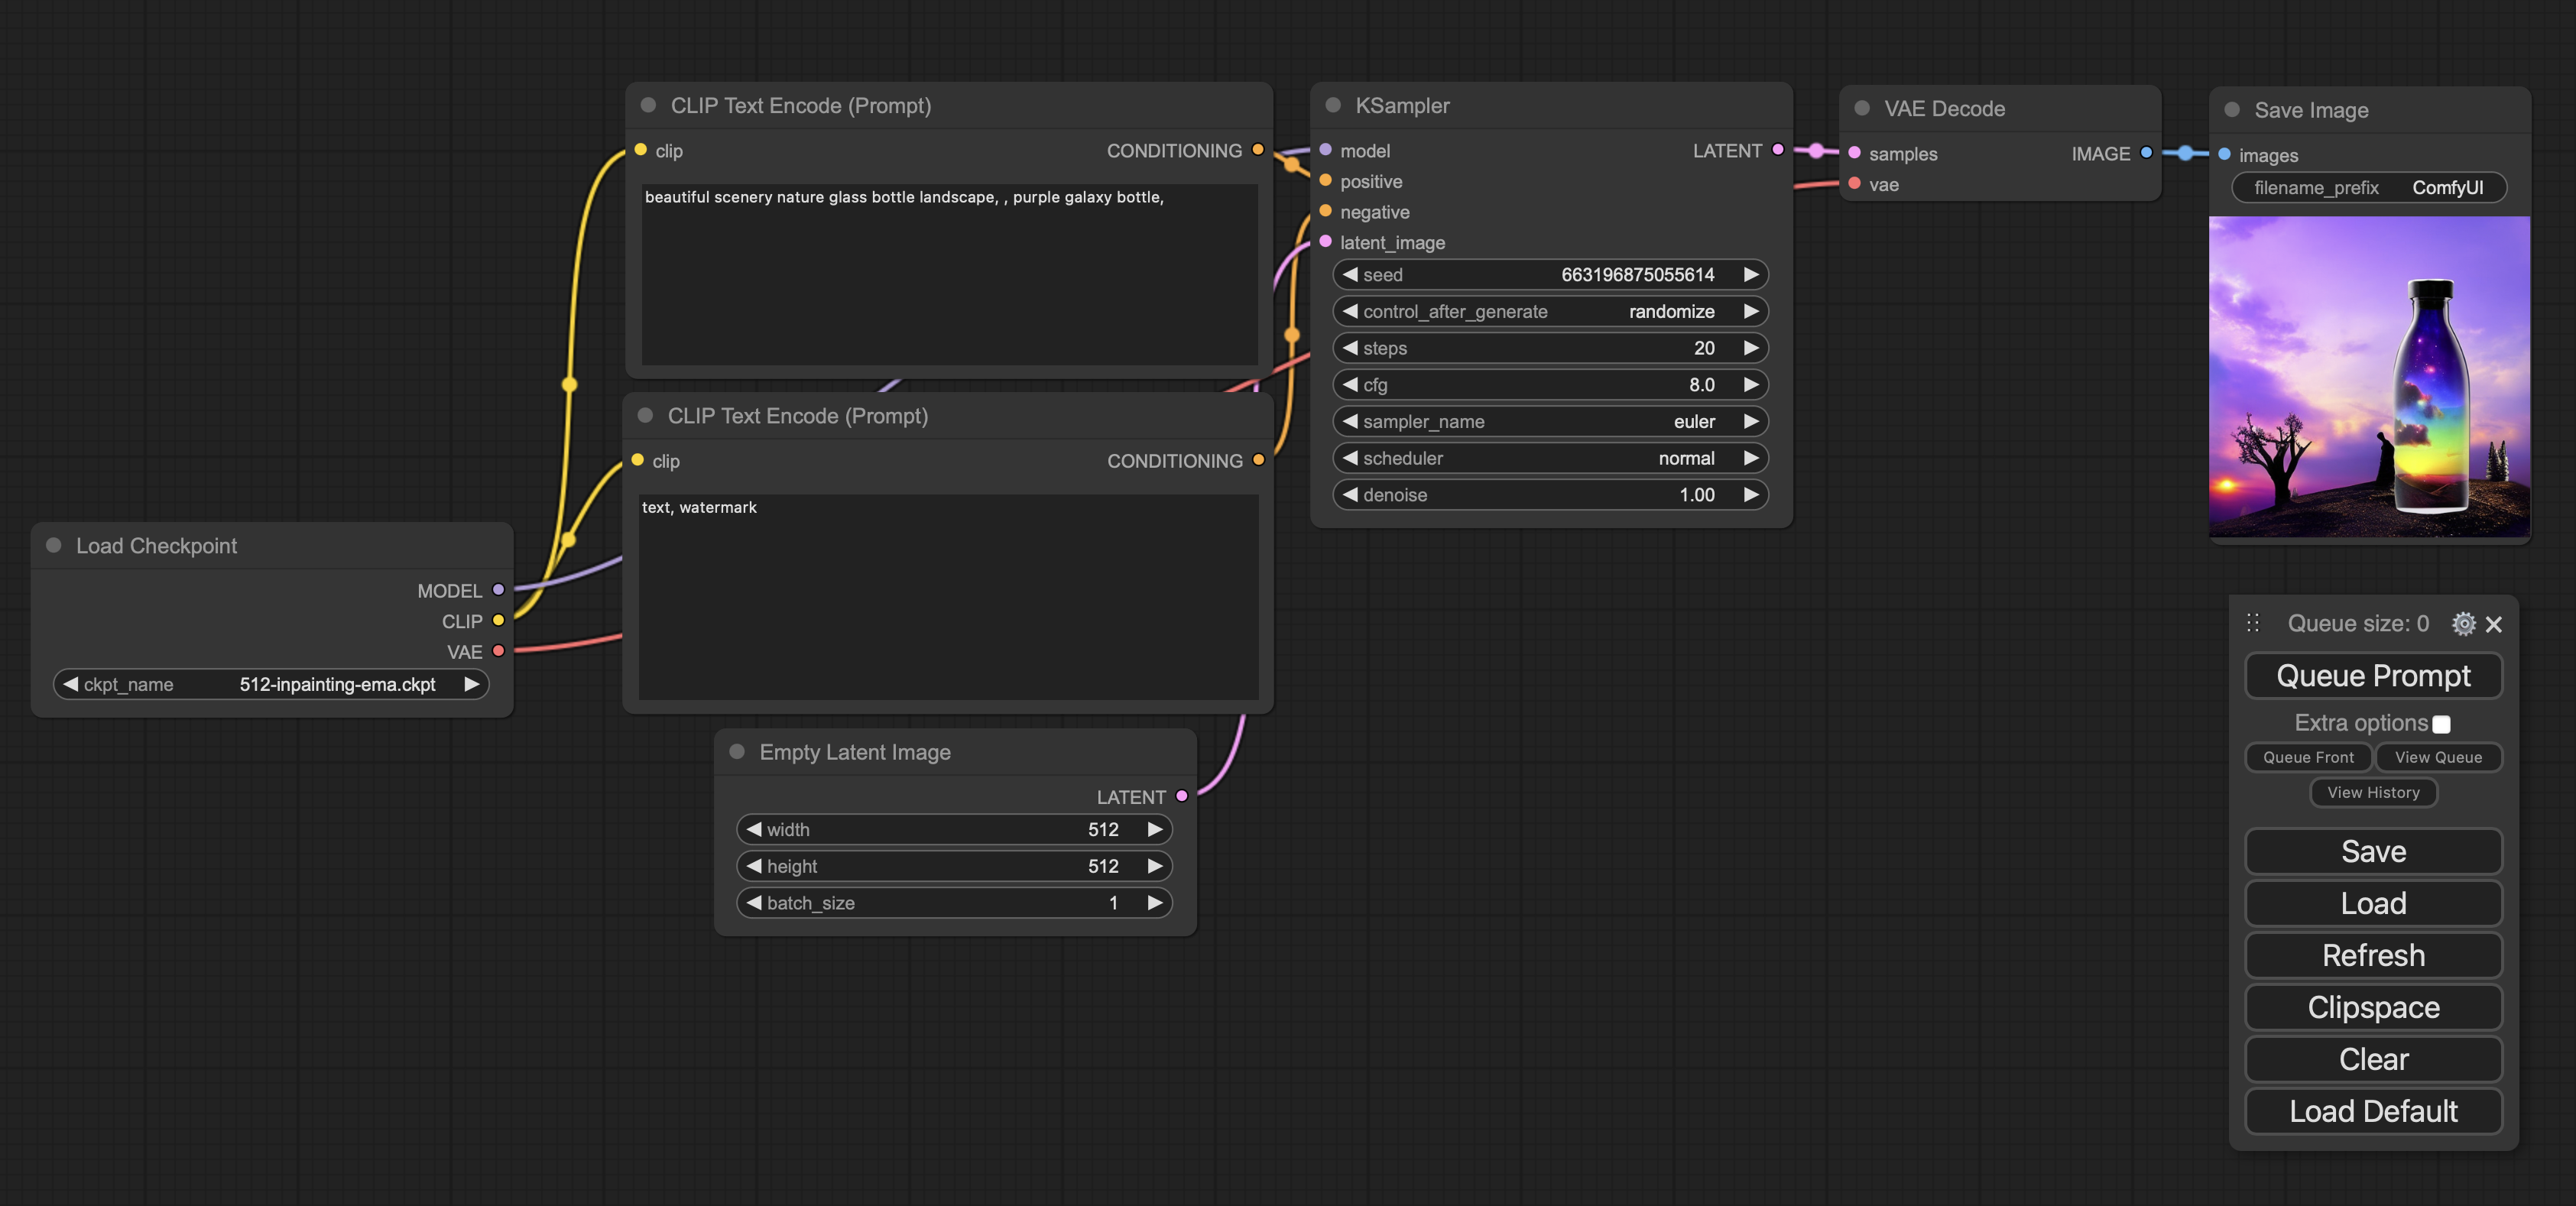 CLIP Text Encode (Prompt)
clip
CONDITIONING
beautiful scenery nature glass bottle landscape, , purple galaxy bottle,
CLIP Text Encode (Prompt)
clip
CONDITIONING
text, watermark
Load Checkpoint
MODEL
CLIP
VAE
ckpt_name 512-inpainting-ema.ckpt
Empty Latent Image
LATENT
width 512
height 512
batch_size 1
KSampler
model
LATENT
positive
negative
latent_image
seed 663196875055614
control_after_generate randomize
steps 20
cfg 8.0
sampler_name euler
scheduler normal
denoise 1.00
VAE Decode
samples
IMAGE
vae
Save Image
images
filename_prefix ComfyUI
Queue size: 0
Queue Prompt
Extra options
Queue Front
View Queue
View History
Save
Load
Refresh
Clipspace
Clear
Load Default